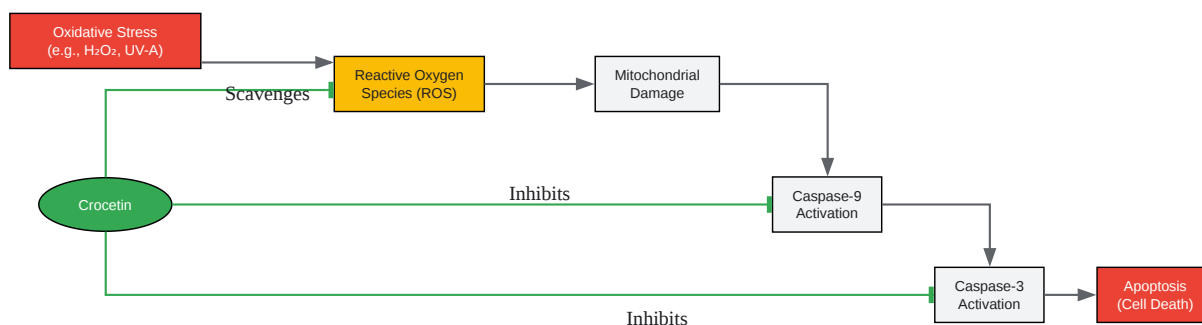 Oxidative Stress
(e.g., H₂O₂, UV-A)
Reactive Oxygen
Species (ROS)
Mitochondrial
Damage
Scavenges
Crocetin
Inhibits
Caspase-9
Activation
Caspase-3
Activation
Apoptosis
(Cell Death)
Inhibits